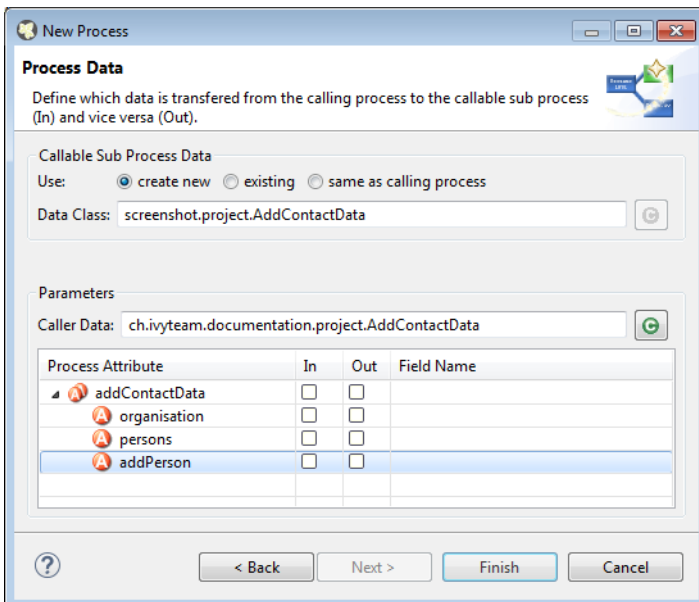 New Process
Process Data
Define which data is transfered from the calling process to the callable sub process
(In) and vice versa (Out).
Callable Sub Process Data
Use: create new existing same as calling process
Data Class: screenshot.project.AddContactData
Parameters
Caller Data: ch.ivyteam.documentation.project.AddContactData
Process Attribute In Out Field Name
addContactData
organisation
persons
addPerson
< Back Next > Finish Cancel